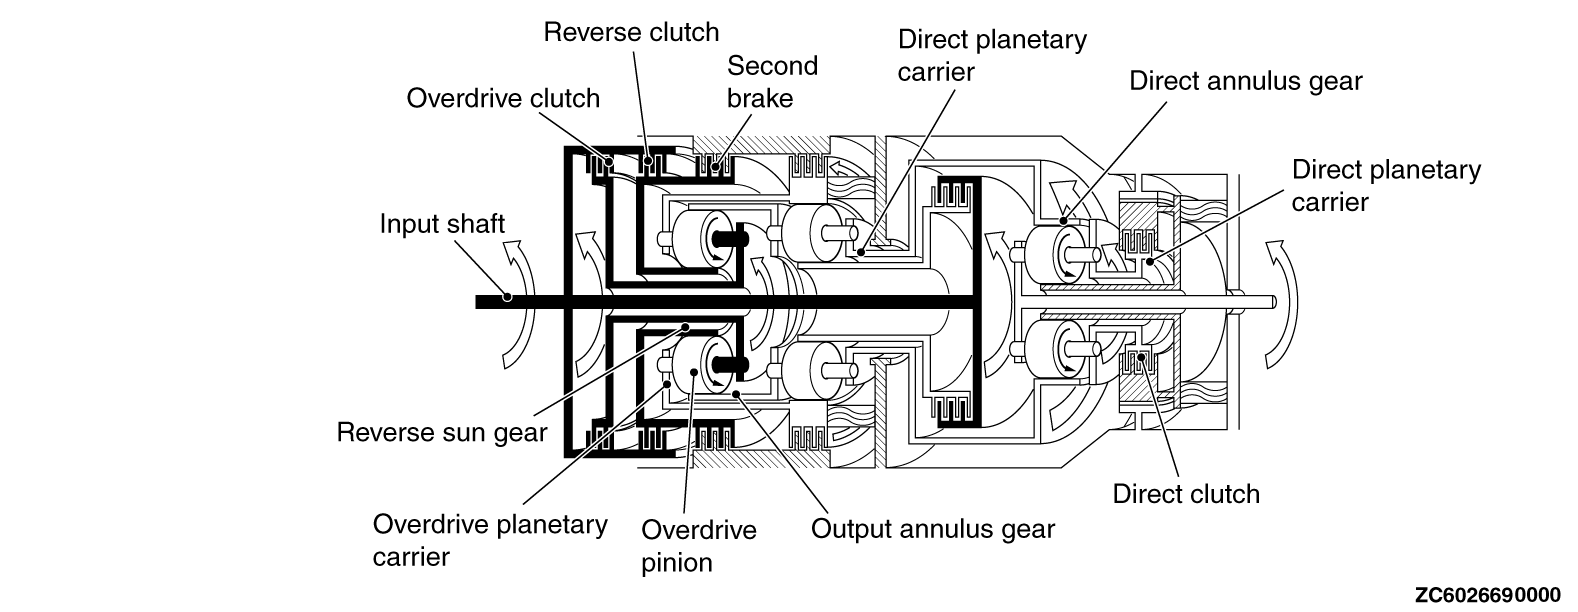 Reverse clutch
Direct planetary
carrier
Second
brake
Direct annulus gear
Overdrive clutch
Direct planetary
carrier
Input shaft
Reverse sun gear
Direct clutch
Overdrive planetary
carrier
Overdrive
pinion
Output annulus gear
ZC6026690000